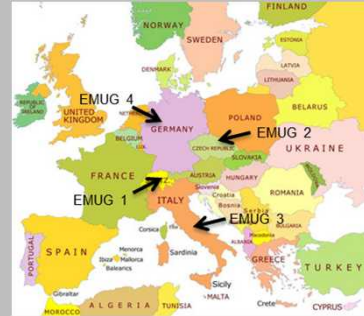 FINLAND
NORWAY
SWEDEN
ESTONIA
LATVIA
LITHUANIA
DENMARK
REPUBLIC
OF
IRELAND
UNITED
KINGDOM
EMUG 4
BELARUS
POLAND
GERMANY
EMUG 2
BELGIUM
CZECH REPUBLIC
UKRAINE
SLOVAKIA
FRANCE
AUSTRIA
HUNGARY
EMUG 1
Slovenia
Croatia
ROMANIA
ITALY
Bosnia
Serbia
EMUG 3
BULGARIA
Corsica
Macedonia
ALBANIA
PORTUGAL
SPAIN
Menorca
Ibiza
Mallorca
Balearics
Sardinia
GREECE
TURKEY
Gibraltar
Sicily
MALTA
Crete
CYPRUS
MOROCCO
ALGERIA
TUNISIA